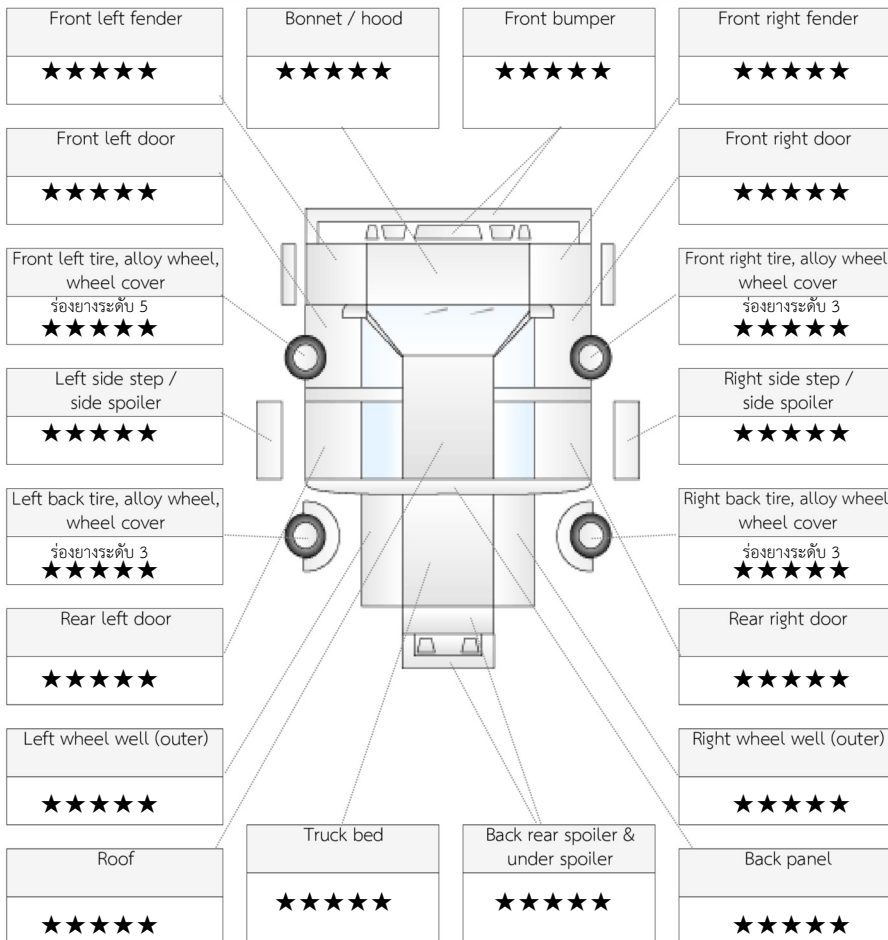 Front left fender
★★★★★
Bonnet / hood
★★★★★
Front bumper
★★★★★
Front right fender
★★★★★
Front left door
★★★★★
Front right door
★★★★★
Front left tire, alloy wheel,
wheel cover
ร่องยางระดับ 5
★★★★★
Front right tire, alloy wheel
wheel cover
ร่องยางระดับ 3
★★★★★
Left side step /
side spoiler
★★★★★
Right side step /
side spoiler
★★★★★
Left back tire, alloy wheel,
wheel cover
ร่องยางระดับ 3
★★★★★
Right back tire, alloy wheel
wheel cover
ร่องยางระดับ 3
★★★★★
Rear left door
★★★★★
Rear right door
★★★★★
Left wheel well (outer)
★★★★★
Right wheel well (outer)
★★★★★
Roof
★★★★★
Truck bed
★★★★★
Back rear spoiler &
under spoiler
★★★★★
Back panel
★★★★★